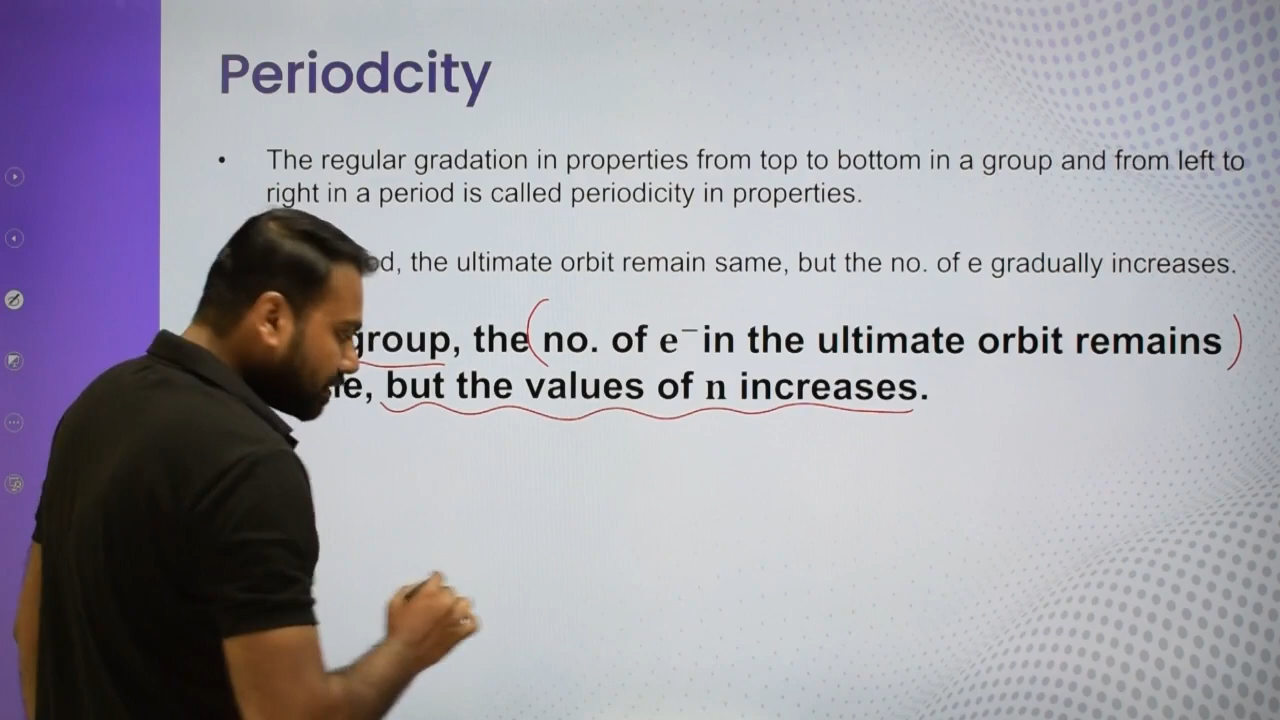 Periodcity
• The regular gradation in properties from top to bottom in a group and from left to
right in a period is called periodicity in properties.
the ultimate orbit remain same, but the no. of e gradually increases.
group, the (no. of e⁻ in the ultimate orbit remains)
but the values of n increases.